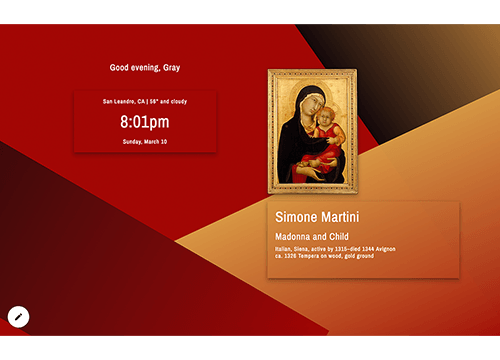 Good evening, Gray
San Leandro, CA | 56° and cloudy
8:01pm
Sunday, March 10
Simone Martini
Madonna and Child
Italian, Siena, active by 1315–died 1344 Avignon
ca. 1326 Tempera on wood, gold ground